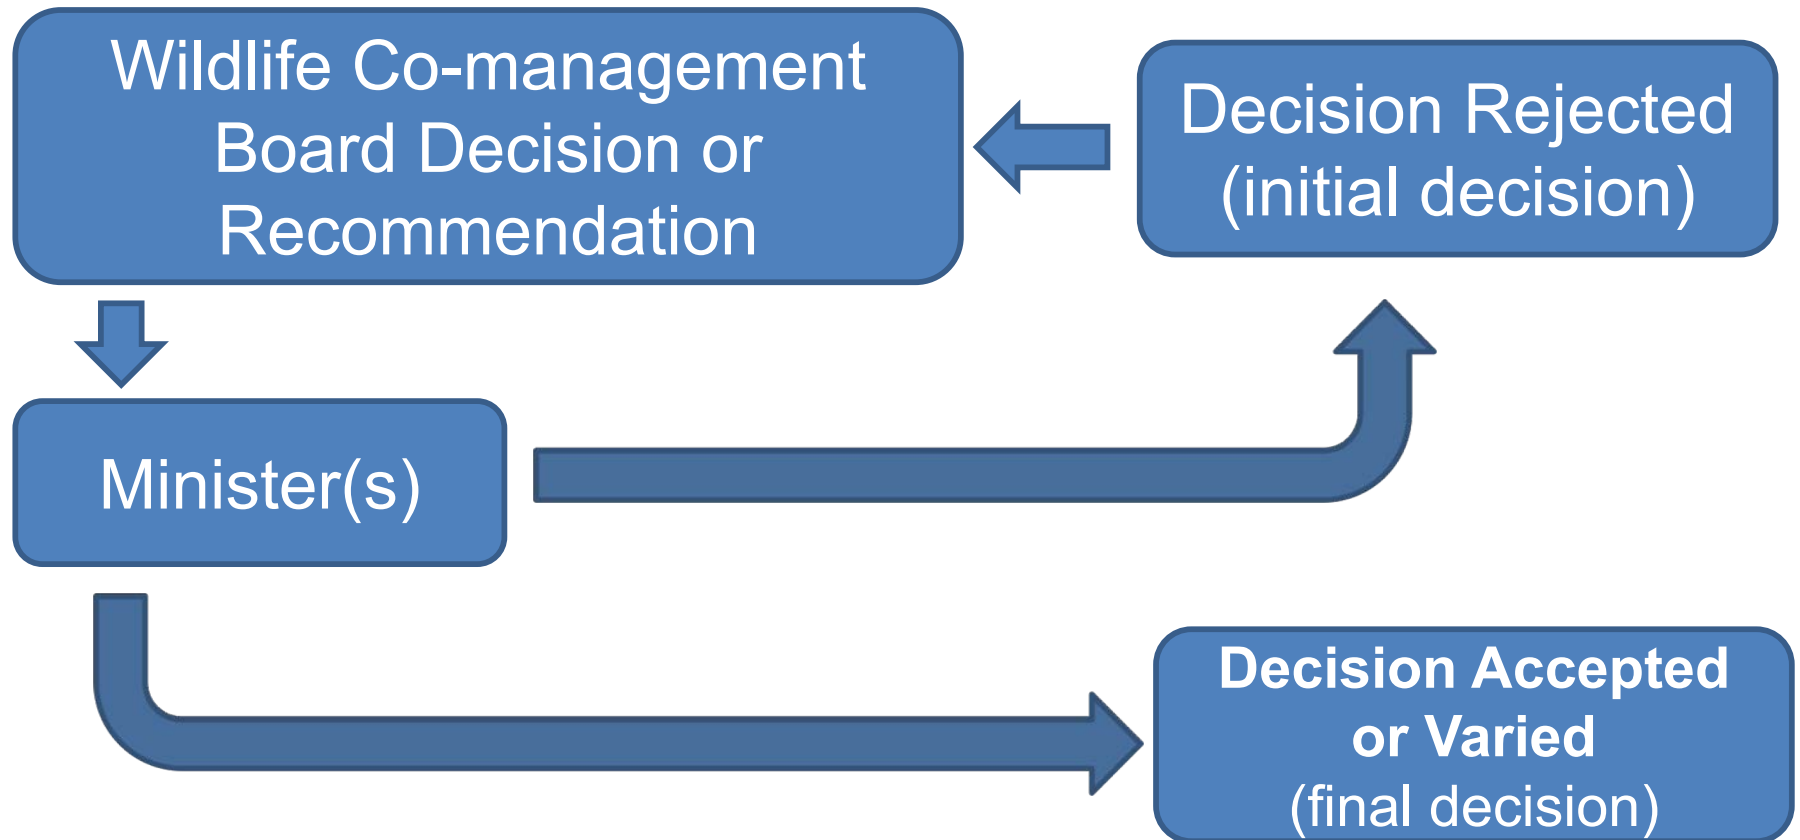 Wildlife Co-management
Board Decision or
Recommendation
Decision Rejected
(initial decision)
Minister(s)
Decision Accepted
or Varied
(final decision)